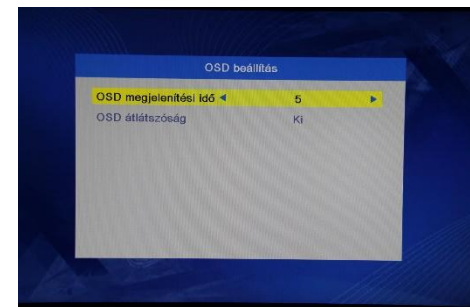 OSD beállítás
OSD megjelenítési idő ◄ 5 ►
OSD átlátszóság Ki